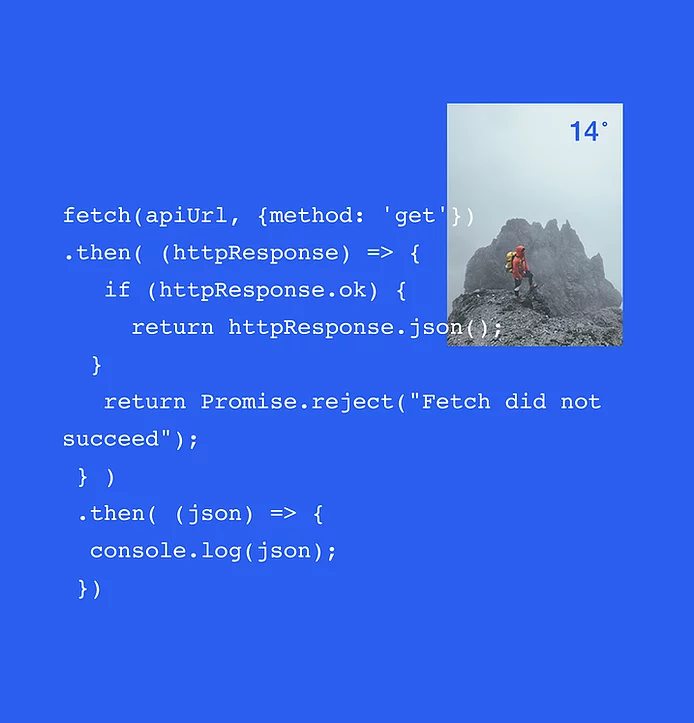 14°
fetch(apiUrl, {method: 'get'})
.then( (httpResponse) => {
   if (httpResponse.ok) {
     return httpResponse.json();
  }
   return Promise.reject("Fetch did not
succeed");
 } )
 .then( (json) => {
  console.log(json);
 })